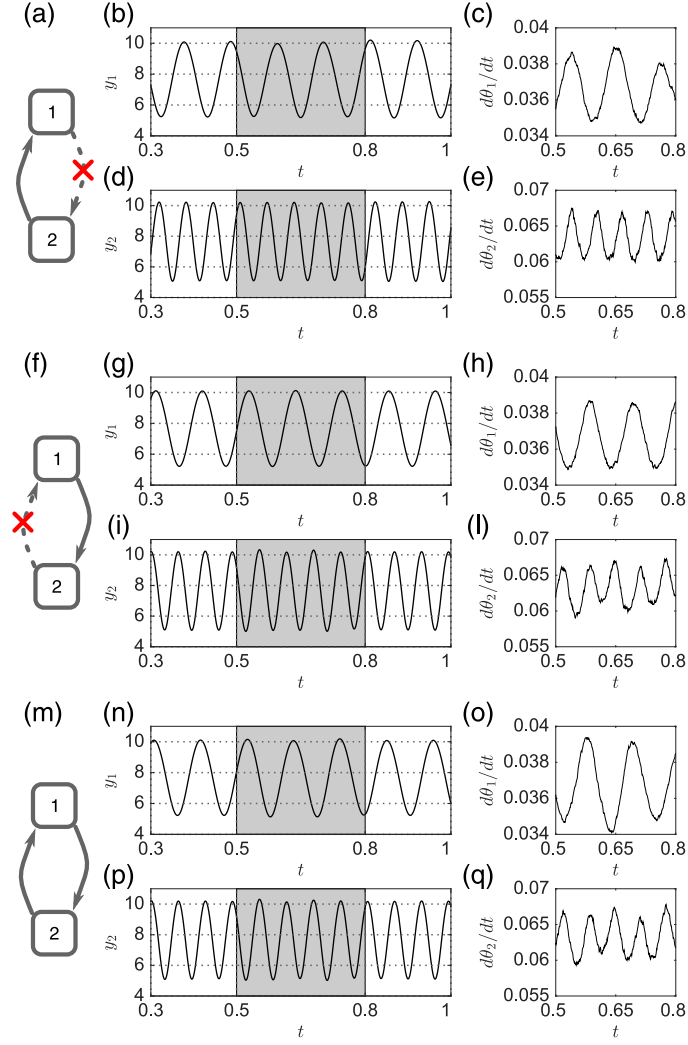 (a)
1
2
(b)
10
8
6
4
y1
0.3 0.5 0.8 1
t
(c)
0.04
0.038
0.036
0.034
dθ1/dt
0.5 0.65 0.8
t
(d)
10
8
6
4
y2
0.3 0.5 0.8 1
t
(e)
0.07
0.065
0.06
0.055
dθ2/dt
0.5 0.65 0.8
t
(f)
1
2
(g)
10
8
6
4
y1
0.3 0.5 0.8 1
t
(h)
0.04
0.038
0.036
0.034
dθ1/dt
0.5 0.65 0.8
t
(i)
10
8
6
4
y2
0.3 0.5 0.8 1
t
(l)
0.07
0.065
0.06
0.055
dθ2/dt
0.5 0.65 0.8
t
(m)
1
2
(n)
10
8
6
4
y1
0.3 0.5 0.8 1
t
(o)
0.04
0.038
0.036
0.034
dθ1/dt
0.5 0.65 0.8
t
(p)
10
8
6
4
y2
0.3 0.5 0.8 1
t
(q)
0.07
0.065
0.06
0.055
dθ2/dt
0.5 0.65 0.8
t